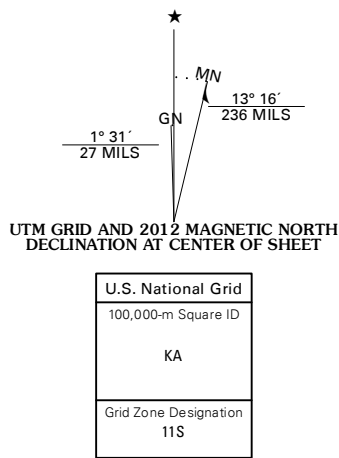 ★
MN
GN
13° 16´
236 MILS
1° 31´
27 MILS
UTM GRID AND 2012 MAGNETIC NORTH
DECLINATION AT CENTER OF SHEET
U.S. National Grid
100,000-m Square ID
KA
Grid Zone Designation
11S